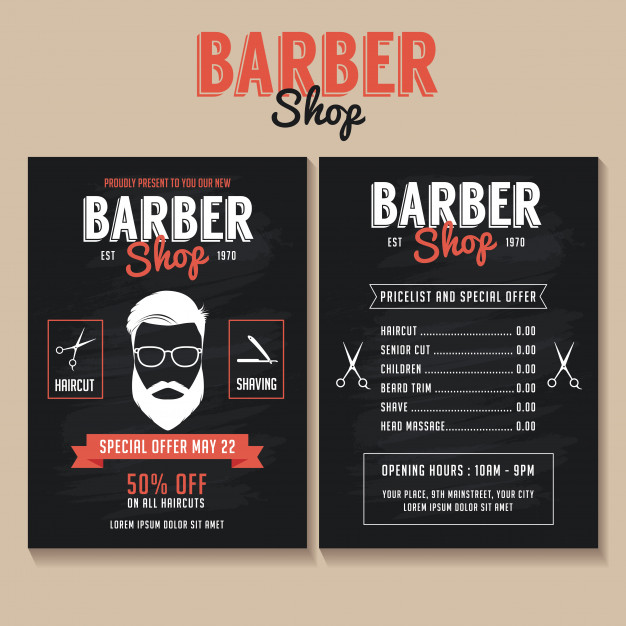 BARBER
Shop
PROUDLY PRESENT TO YOU OUR NEW
BARBER
EST Shop 1970
HAIRCUT
SHAVING
SPECIAL OFFER MAY 22
50% OFF
ON ALL HAIRCUTS
LOREM IPSUM DOLOR SIT AMET
BARBER
EST Shop 1970
PRICELIST AND SPECIAL OFFER
HAIRCUT 0.00
SENIOR CUT 0.00
CHILDREN 0.00
BEARD TRIM 0.00
SHAVE 0.00
HEAD MASSAGE 0.00
OPENING HOURS : 10AM - 9PM
YOUR PLACE, 9TH MAINSTREET, YOUR CITY
LOREM IPSUM DOLOR SIT AMET